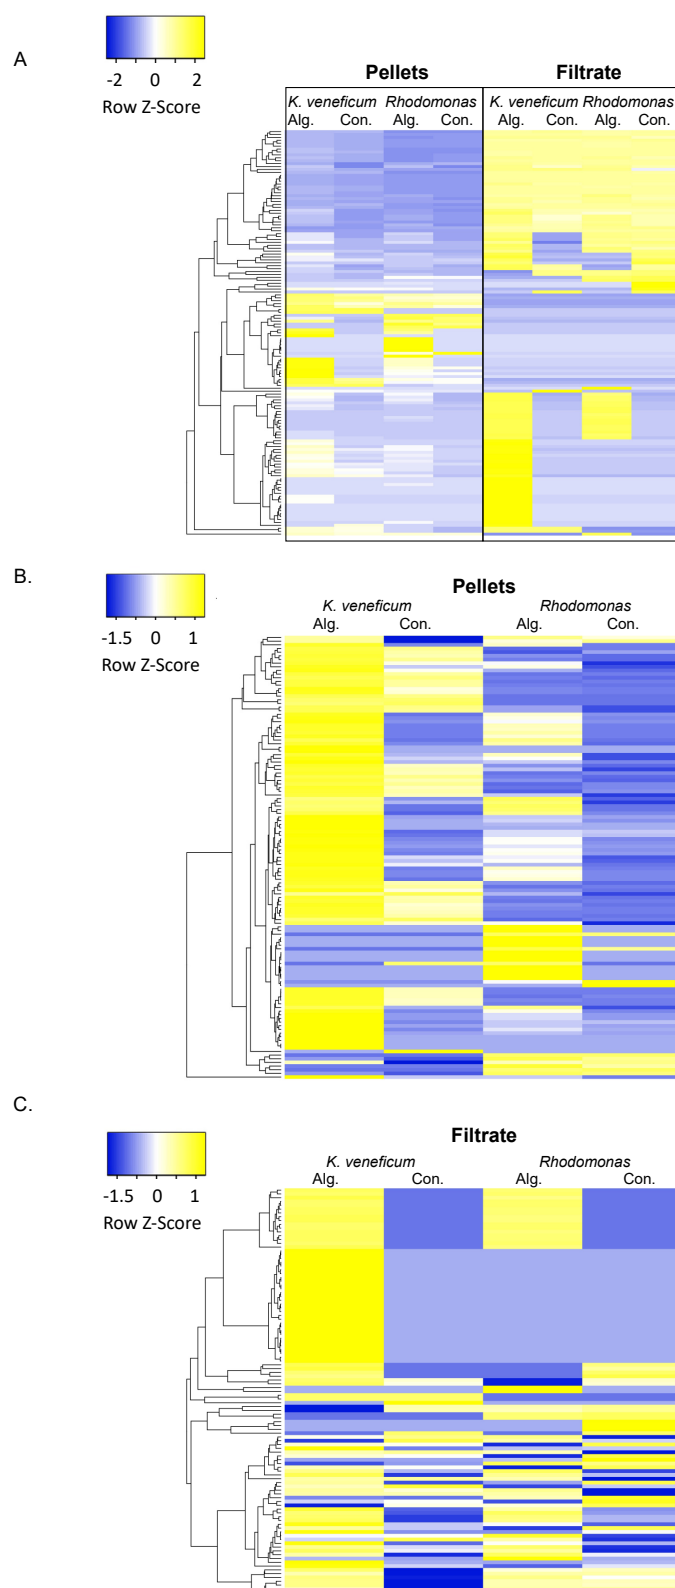 A
-2 0 2
Row Z-Score
Pellets Filtrate
K. veneficum Rhodomonas K. veneficum Rhodomonas
Alg. Con. Alg. Con. Alg. Con. Alg. Con.
B.
-1.5 0 1
Row Z-Score
Pellets
K. veneficum Rhodomonas
Alg. Con. Alg. Con.
C.
-1.5 0 1
Row Z-Score
Filtrate
K. veneficum Rhodomonas
Alg. Con. Alg. Con.